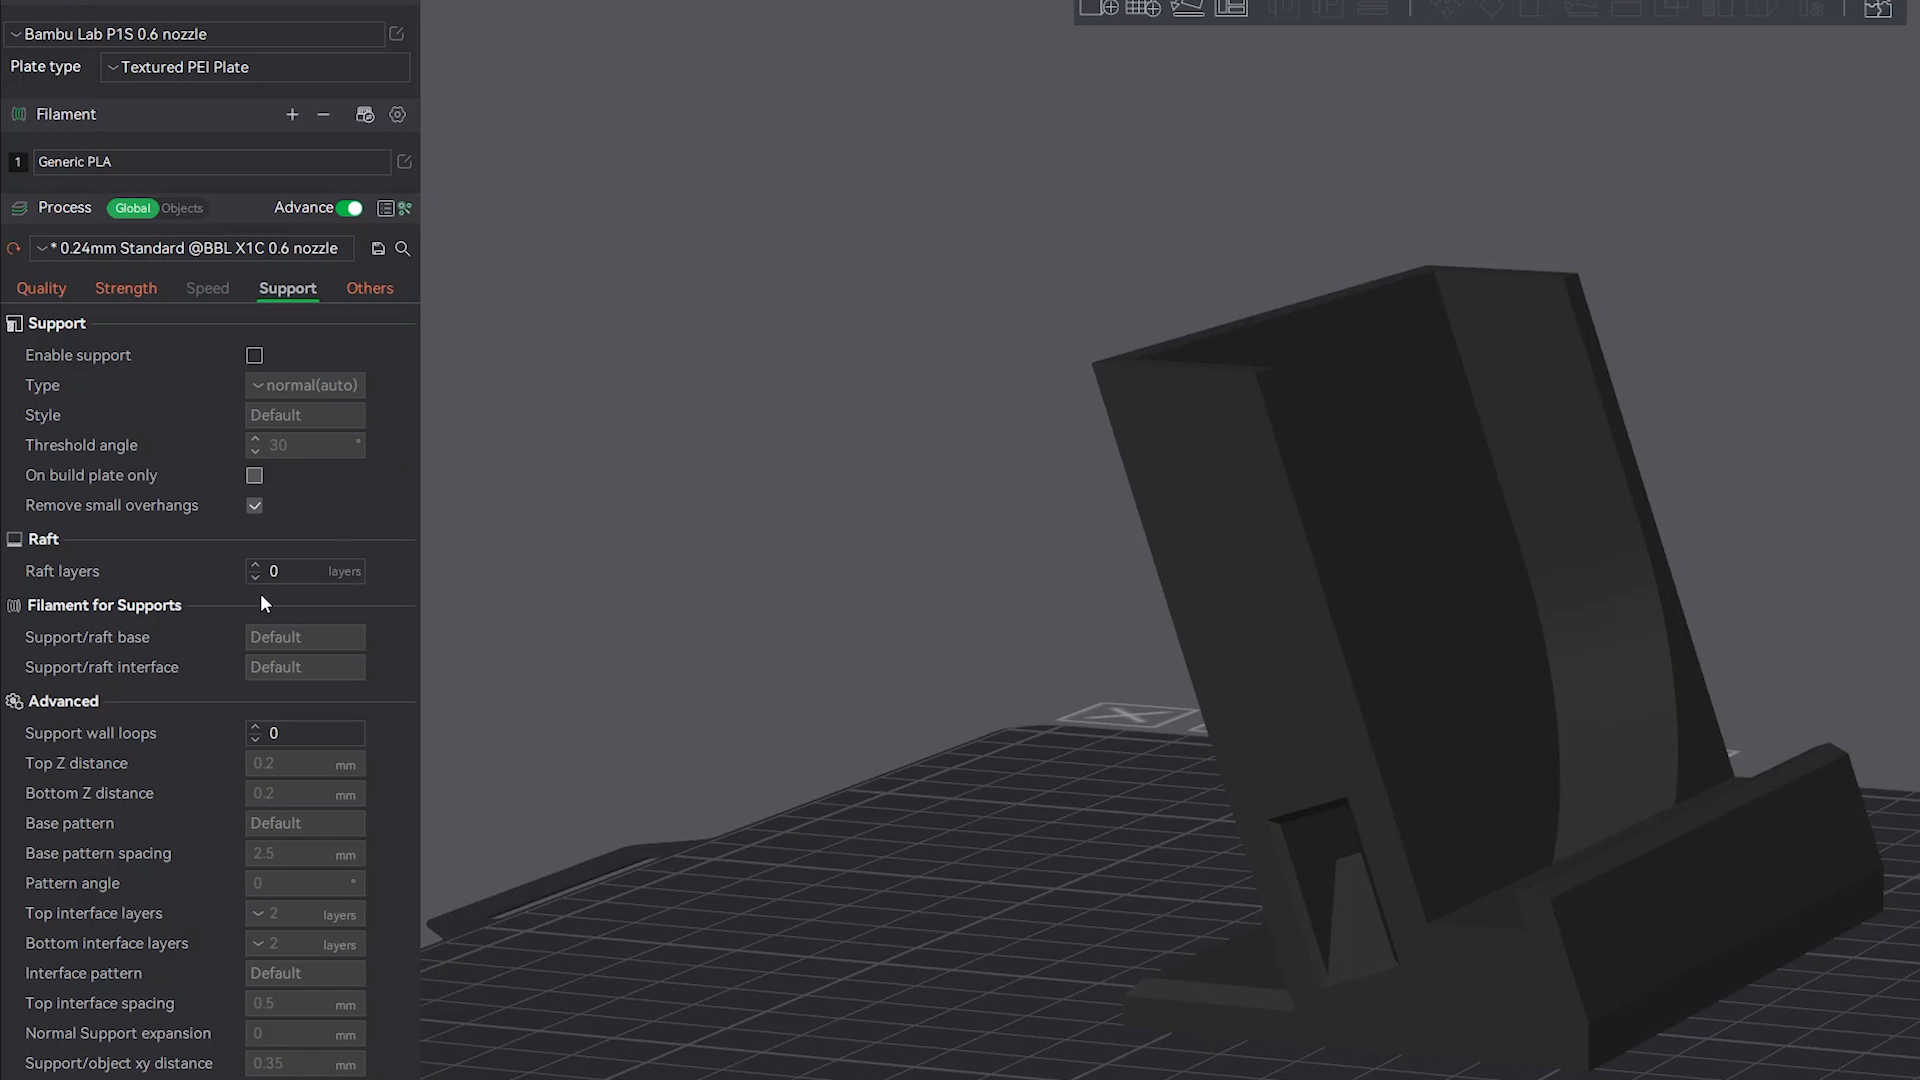 Bambu Lab P1S 0.6 nozzle
Plate type Textured PEI Plate
Filament
1 Generic PLA
Process Global Objects Advance
* 0.24mm Standard @BBL X1C 0.6 nozzle
Quality Strength Speed Support Others
Support
Enable support
Type normal(auto)
Style Default
Threshold angle 30 °
On build plate only
Remove small overhangs
Raft
Raft layers 0 layers
Filament for Supports
Support/raft base Default
Support/raft interface Default
Advanced
Support wall loops 0
Top Z distance 0.2 mm
Bottom Z distance 0.2 mm
Base pattern Default
Base pattern spacing 2.5 mm
Pattern angle 0 °
Top interface layers 2 layers
Bottom interface layers 2 layers
Interface pattern Default
Top interface spacing 0.5 mm
Normal Support expansion 0 mm
Support/object xy distance 0.35 mm